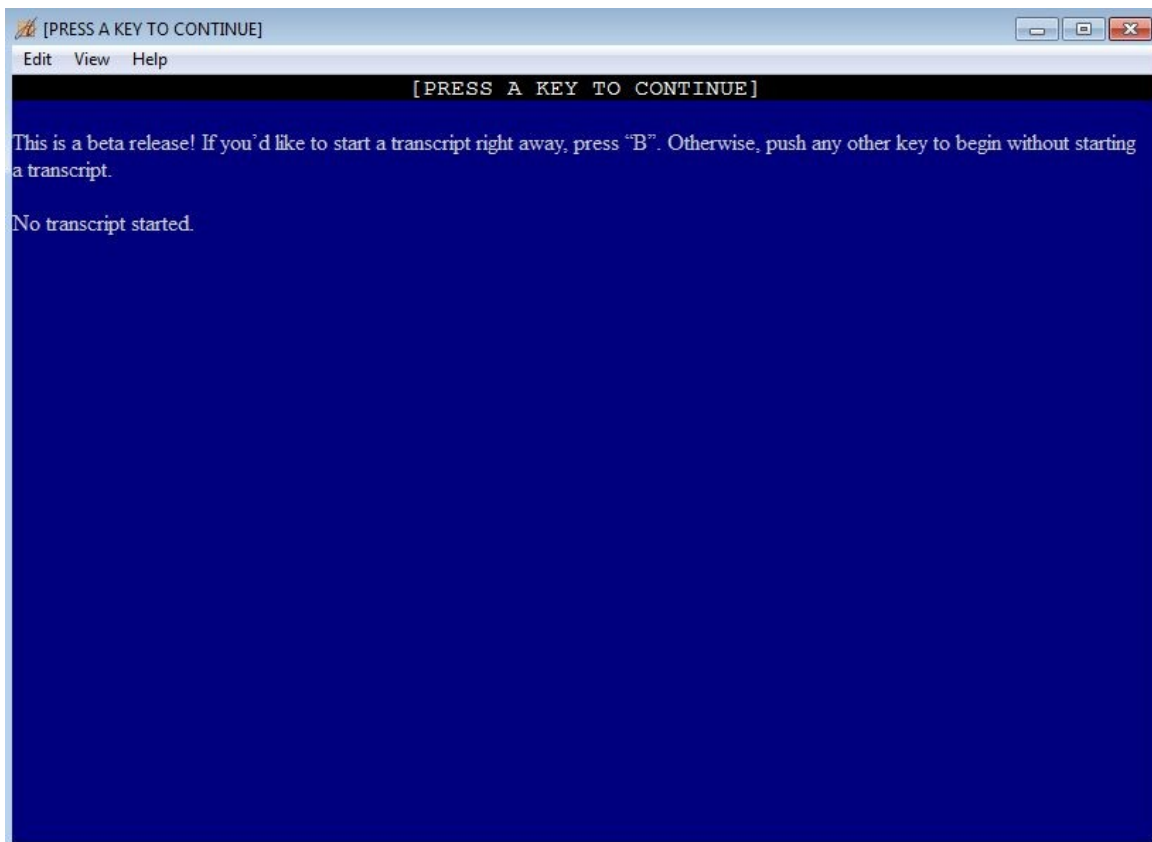 [PRESS A KEY TO CONTINUE]
Edit View Help
[PRESS A KEY TO CONTINUE]
This is a beta release! If you’d like to start a transcript right away, press “B”. Otherwise, push any other key to begin without starting
a transcript.
No transcript started.